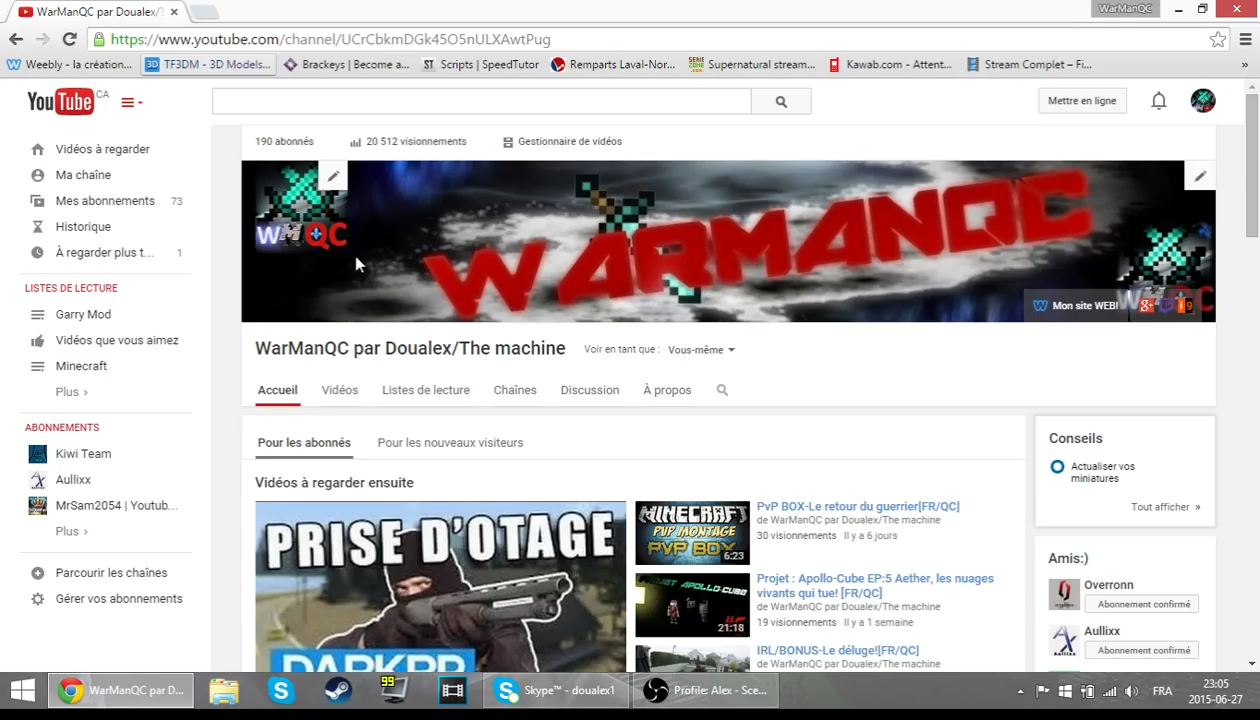 WarManQC par Doualex/T
WarManQC
https://www.youtube.com/channel/UCrCbkmDGk45O5nULXAwtPug
Weebly - la création...
TF3DM - 3D Models...
Brackeys | Become a...
ST Scripts | SpeedTutor
Remparts Laval-Nor...
SERIE ZONE Supernatural stream...
Kawab.com - Attent...
Stream Complet – Fi...
»
YouTube CA
Mettre en ligne
Vidéos à regarder
Ma chaîne
Mes abonnements 73
Historique
À regarder plus t... 1
LISTES DE LECTURE
Garry Mod
Vidéos que vous aimez
Minecraft
Plus ›
ABONNEMENTS
Kiwi Team
Aullixx
MrSam2054 | Youtub...
Plus ›
Parcourir les chaînes
Gérer vos abonnements
190 abonnés
20 512 visionnements
Gestionnaire de vidéos
WMQC
WARMANQC
Mon site WEB!
WarManQC par Doualex/The machine
Voir en tant que : Vous-même
Accueil
Vidéos
Listes de lecture
Chaînes
Discussion
À propos
Pour les abonnés
Pour les nouveaux visiteurs
Vidéos à regarder ensuite
PRISE D'OTAGE
DARKRP
MINECRAFT
PVP MONTAGE
PVP BOX
6:23
PvP BOX-Le retour du guerrier[FR/QC]
de WarManQC par Doualex/The machine
30 visionnements Il y a 6 jours
PROJET APOLLO-CUBE
21:18
Projet : Apollo-Cube EP:5 Aether, les nuages
vivants qui tue! [FR/QC]
de WarManQC par Doualex/The machine
19 visionnements Il y a 1 semaine
IRL/BONUS-Le déluge![FR/QC]
de WarManQC par Doualex/The machine
Conseils
Actualiser vos
miniatures
Tout afficher »
Amis:)
Overronn
Abonnement confirmé
Aullixx
Abonnement confirmé
WarManQC par D...
99
Skype™ - doualex1
Profile: Alex - Sce...
FRA
23:05
2015-06-27